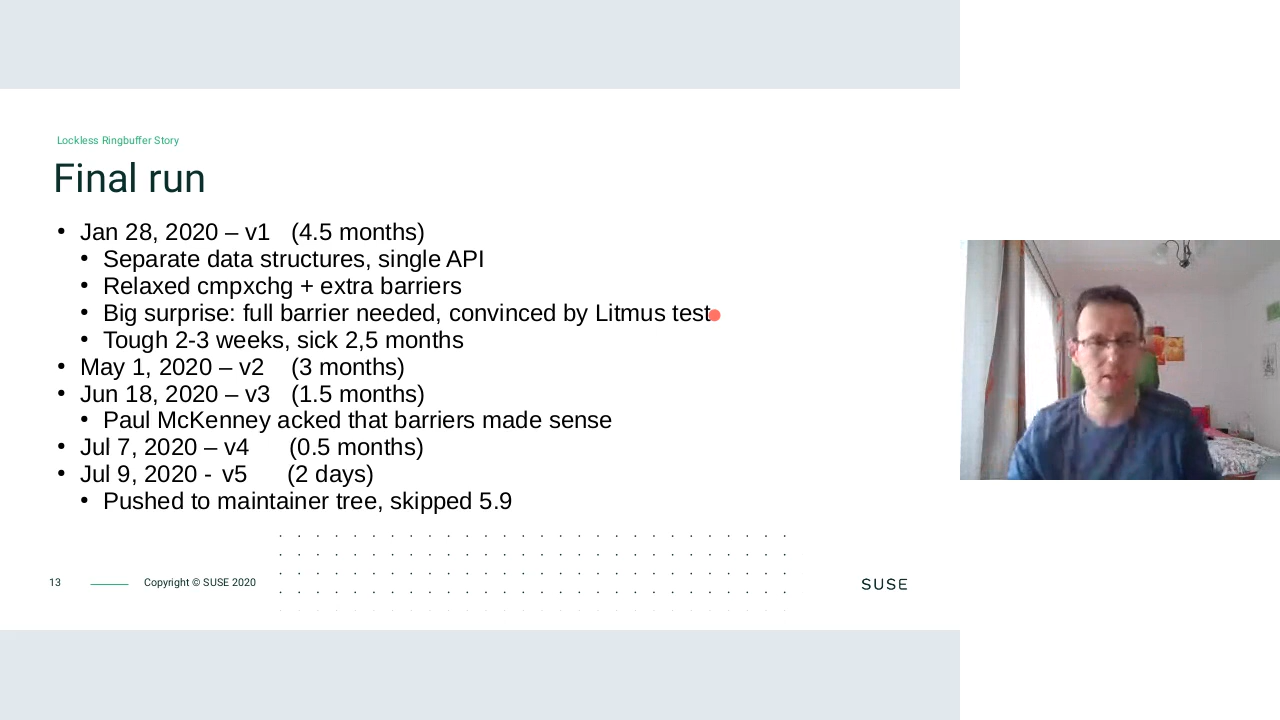 Lockless Ringbuffer Story
Final run
• Jan 28, 2020 – v1 (4.5 months)
• Separate data structures, single API
• Relaxed cmpxchg + extra barriers
• Big surprise: full barrier needed, convinced by Litmus test
• Tough 2-3 weeks, sick 2,5 months
• May 1, 2020 – v2 (3 months)
• Jun 18, 2020 – v3 (1.5 months)
• Paul McKenney acked that barriers made sense
• Jul 7, 2020 – v4 (0.5 months)
• Jul 9, 2020 - v5 (2 days)
• Pushed to maintainer tree, skipped 5.9
13 Copyright © SUSE 2020
SUSE